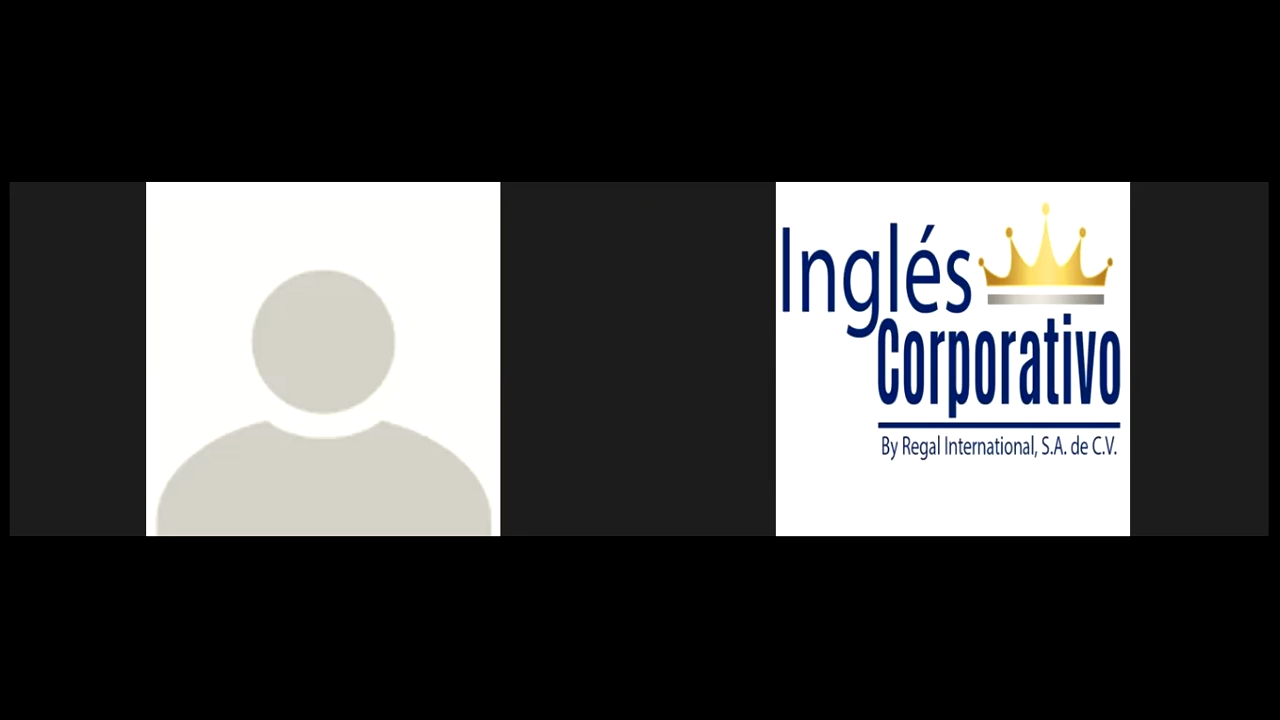 Inglés
Corporativo
By Regal International, S.A. de C.V.